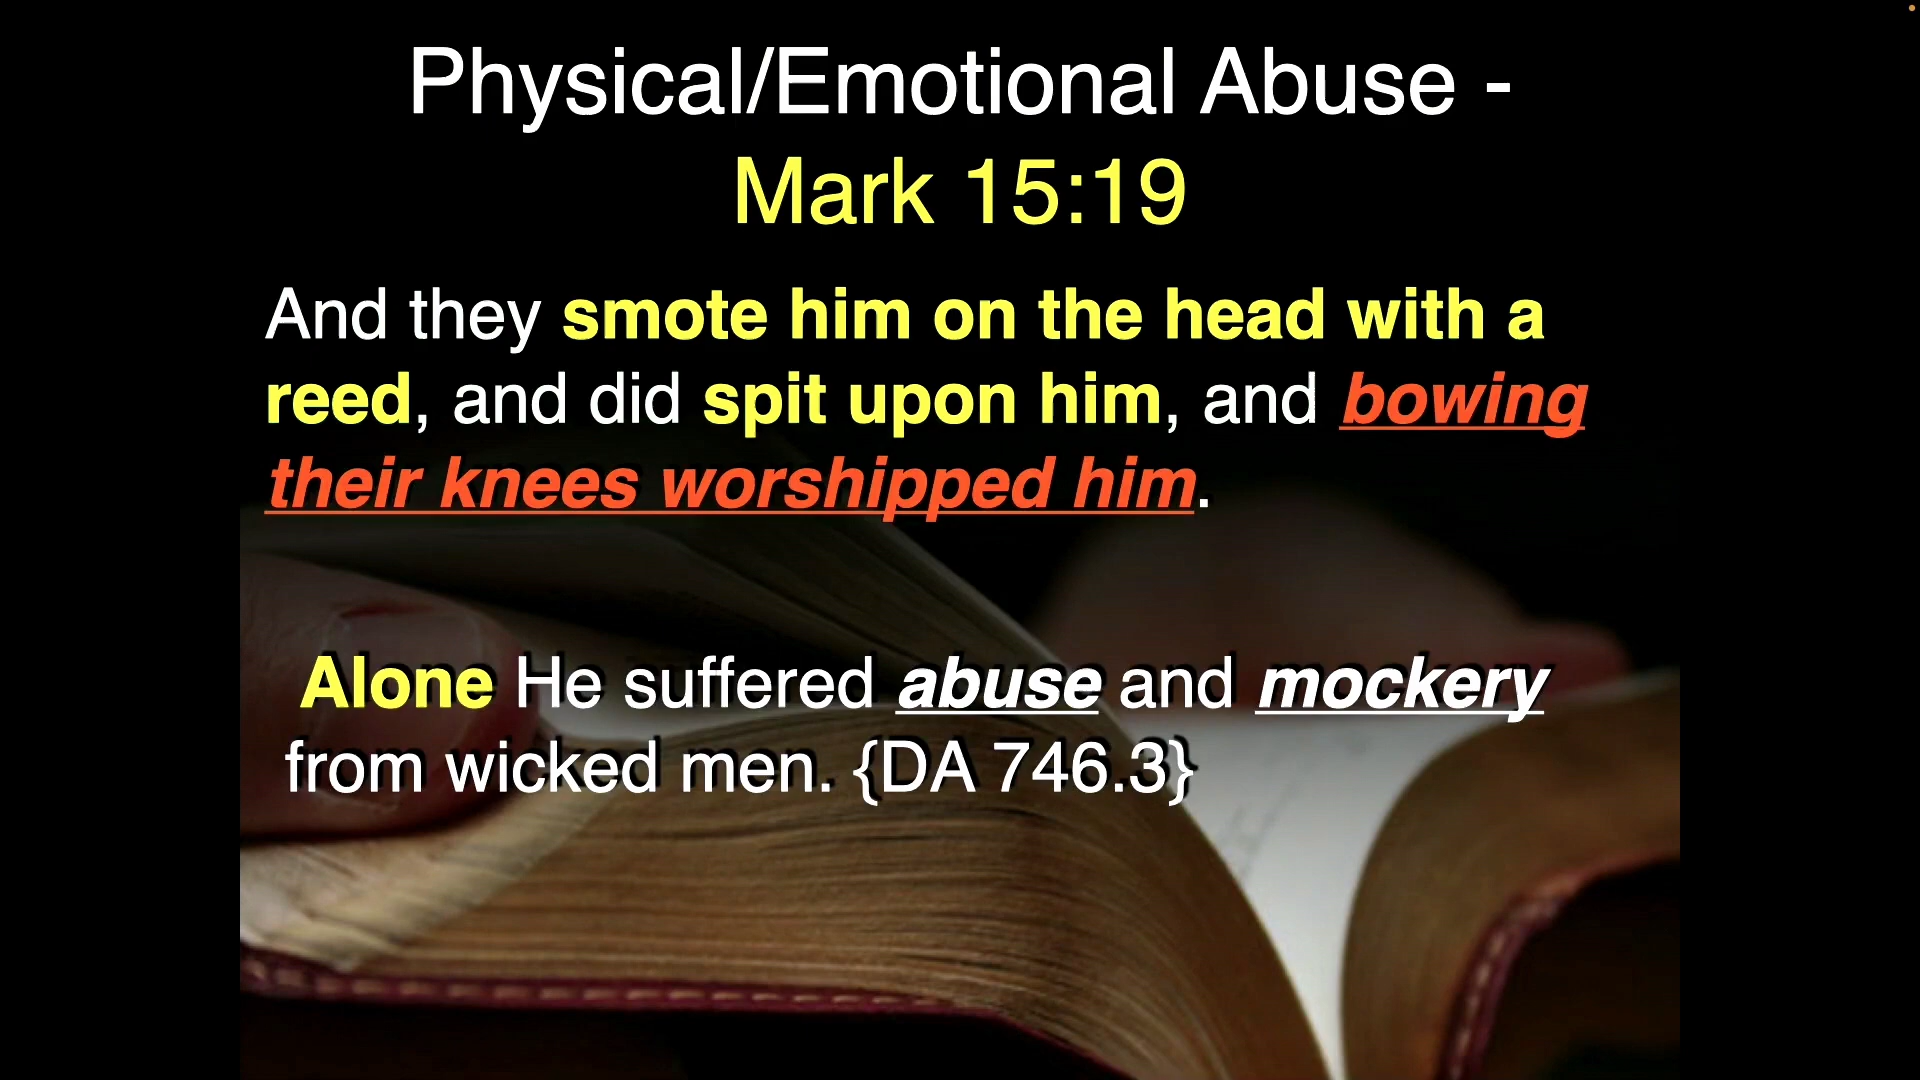 Physical/Emotional Abuse -
Mark 15:19
And they smote him on the head with a
reed, and did spit upon him, and bowing
their knees worshipped him.
Alone He suffered abuse and mockery
from wicked men. {DA 746.3}